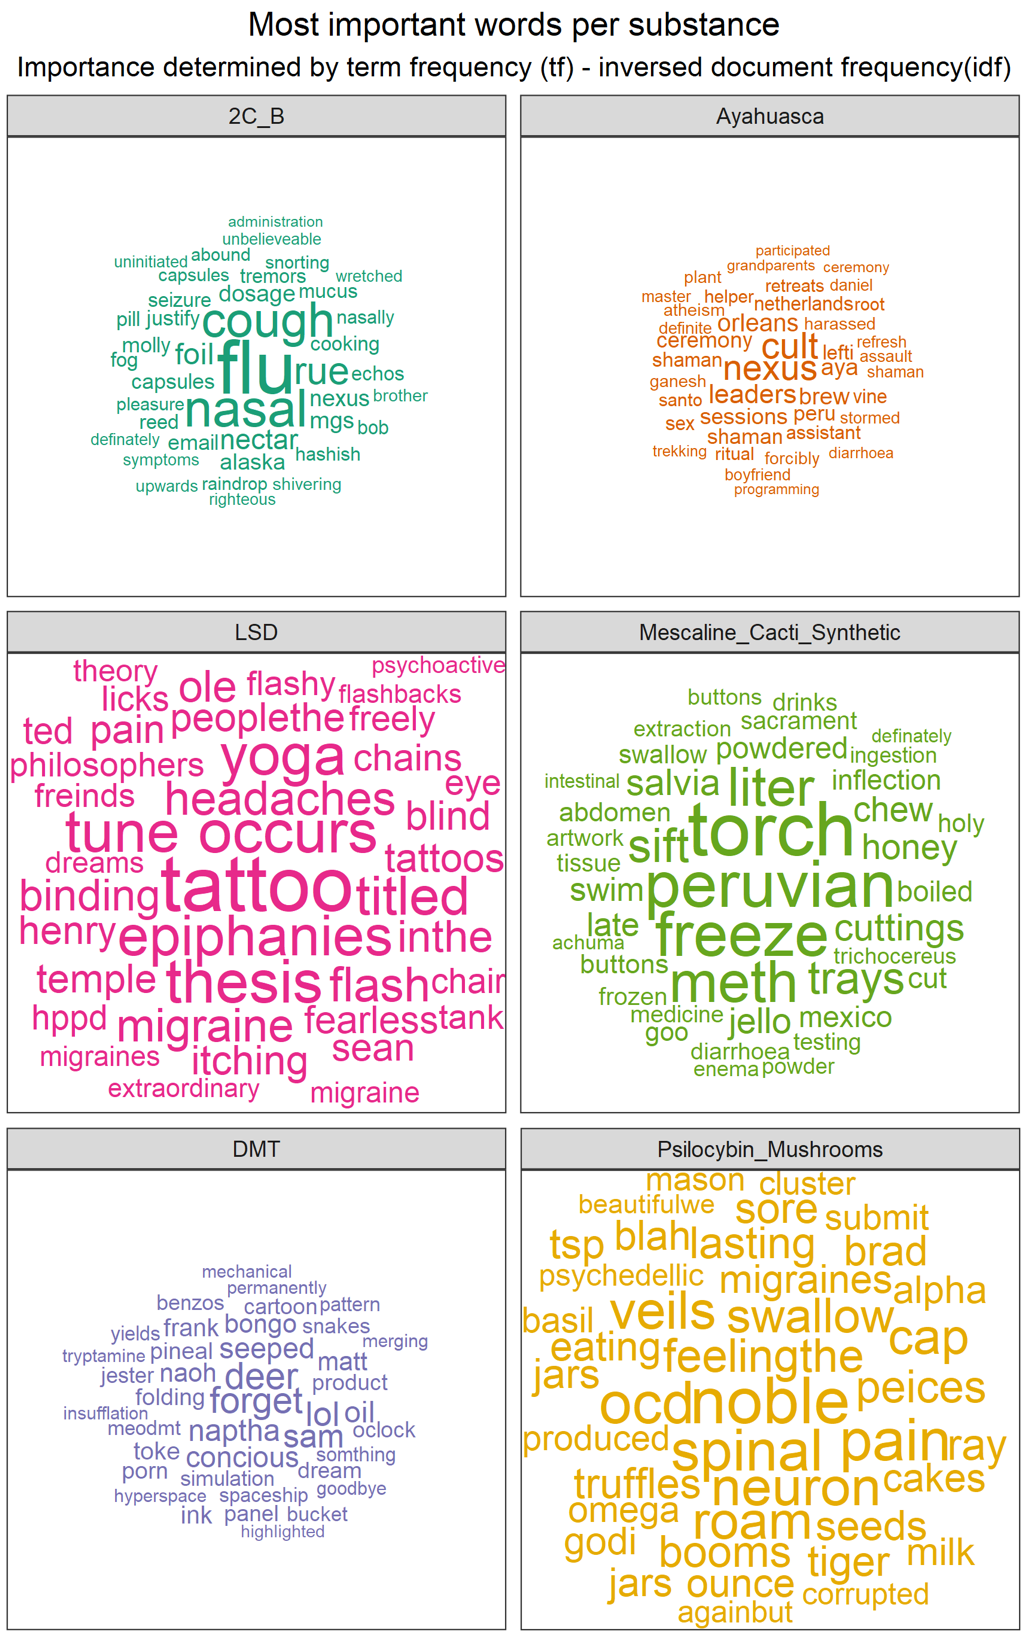 Most important words per substance
Importance determined by term frequency (tf) - inversed document frequency(idf)
2C_B
administration
unbelieveable
abound
uninitiated snorting
capsules tremors wretched
seizure dosage mucus
pill justify cough nasally
molly foil cooking
fog flu rue echos
capsules nexus brother
pleasure nasal mgs bob
reed
definately email nectar hashish
symptoms alaska
upwards raindrop shivering
righteous
Ayahuasca
participated
grandparents ceremony
plant retreats daniel
master helper netherlands root
atheism
definite orleans harassed
ceremony cult lefti refresh
shaman nexus aya assault
shaman
ganesh leaders brew vine
santo
sex sessions peru stormed
shaman assistant
trekking ritual forcibly diarrhoea
boyfriend
programming
LSD
theory psychoactive
licks ole flashy flashbacks
ted pain peoplethe freely
philosophers yoga chains
freinds headaches eye
tune occurs blind
dreams tattoos
binding tattoo titled
henry epiphanies inthe
temple thesis flash chair
hppd migraine fearless tank
migraines itching sean
extraordinary migraine
Mescaline_Cacti_Synthetic
buttons drinks
extraction sacrament definately
swallow powdered ingestion
intestinal salvia liter inflection
abdomen torch chew holy
artwork sift honey
tissue
swim peruvian boiled
late freeze cuttings
achuma trichocereus
buttons meth trays cut
frozen
medicine jello mexico
goo testing
diarrhoea
enema powder
DMT
mechanical
permanently
benzos cartoon pattern
yields frank bongo snakes
merging
tryptamine pineal seeped matt
jester naoh deer product
folding forget lol oil
insufflation
meodmt naptha sam oclock
toke concious somthing
porn simulation dream
hyperspace spaceship goodbye
ink panel bucket
highlighted
Psilocybin_Mushrooms
mason cluster
beautifulwe sore submit
tsp blah lasting brad
psychedellic migraines alpha
basil veils swallow cap
eating feelingthe
jars ocd noble peices
produced spinal pain ray
truffles neuron cakes
omega roam seeds
godi booms tiger milk
jars ounce corrupted
againbut